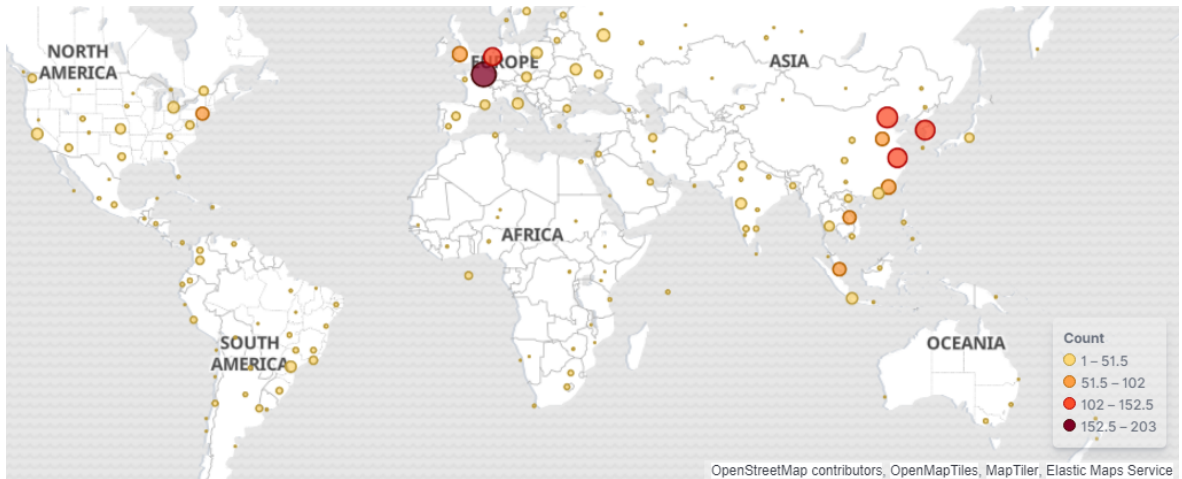 NORTH
AMERICA
EUROPE
ASIA
AFRICA
SOUTH
AMERICA
OCEANIA
Count
1 – 51.5
51.5 – 102
102 – 152.5
152.5 – 203
OpenStreetMap contributors, OpenMapTiles, MapTiler, Elastic Maps Service